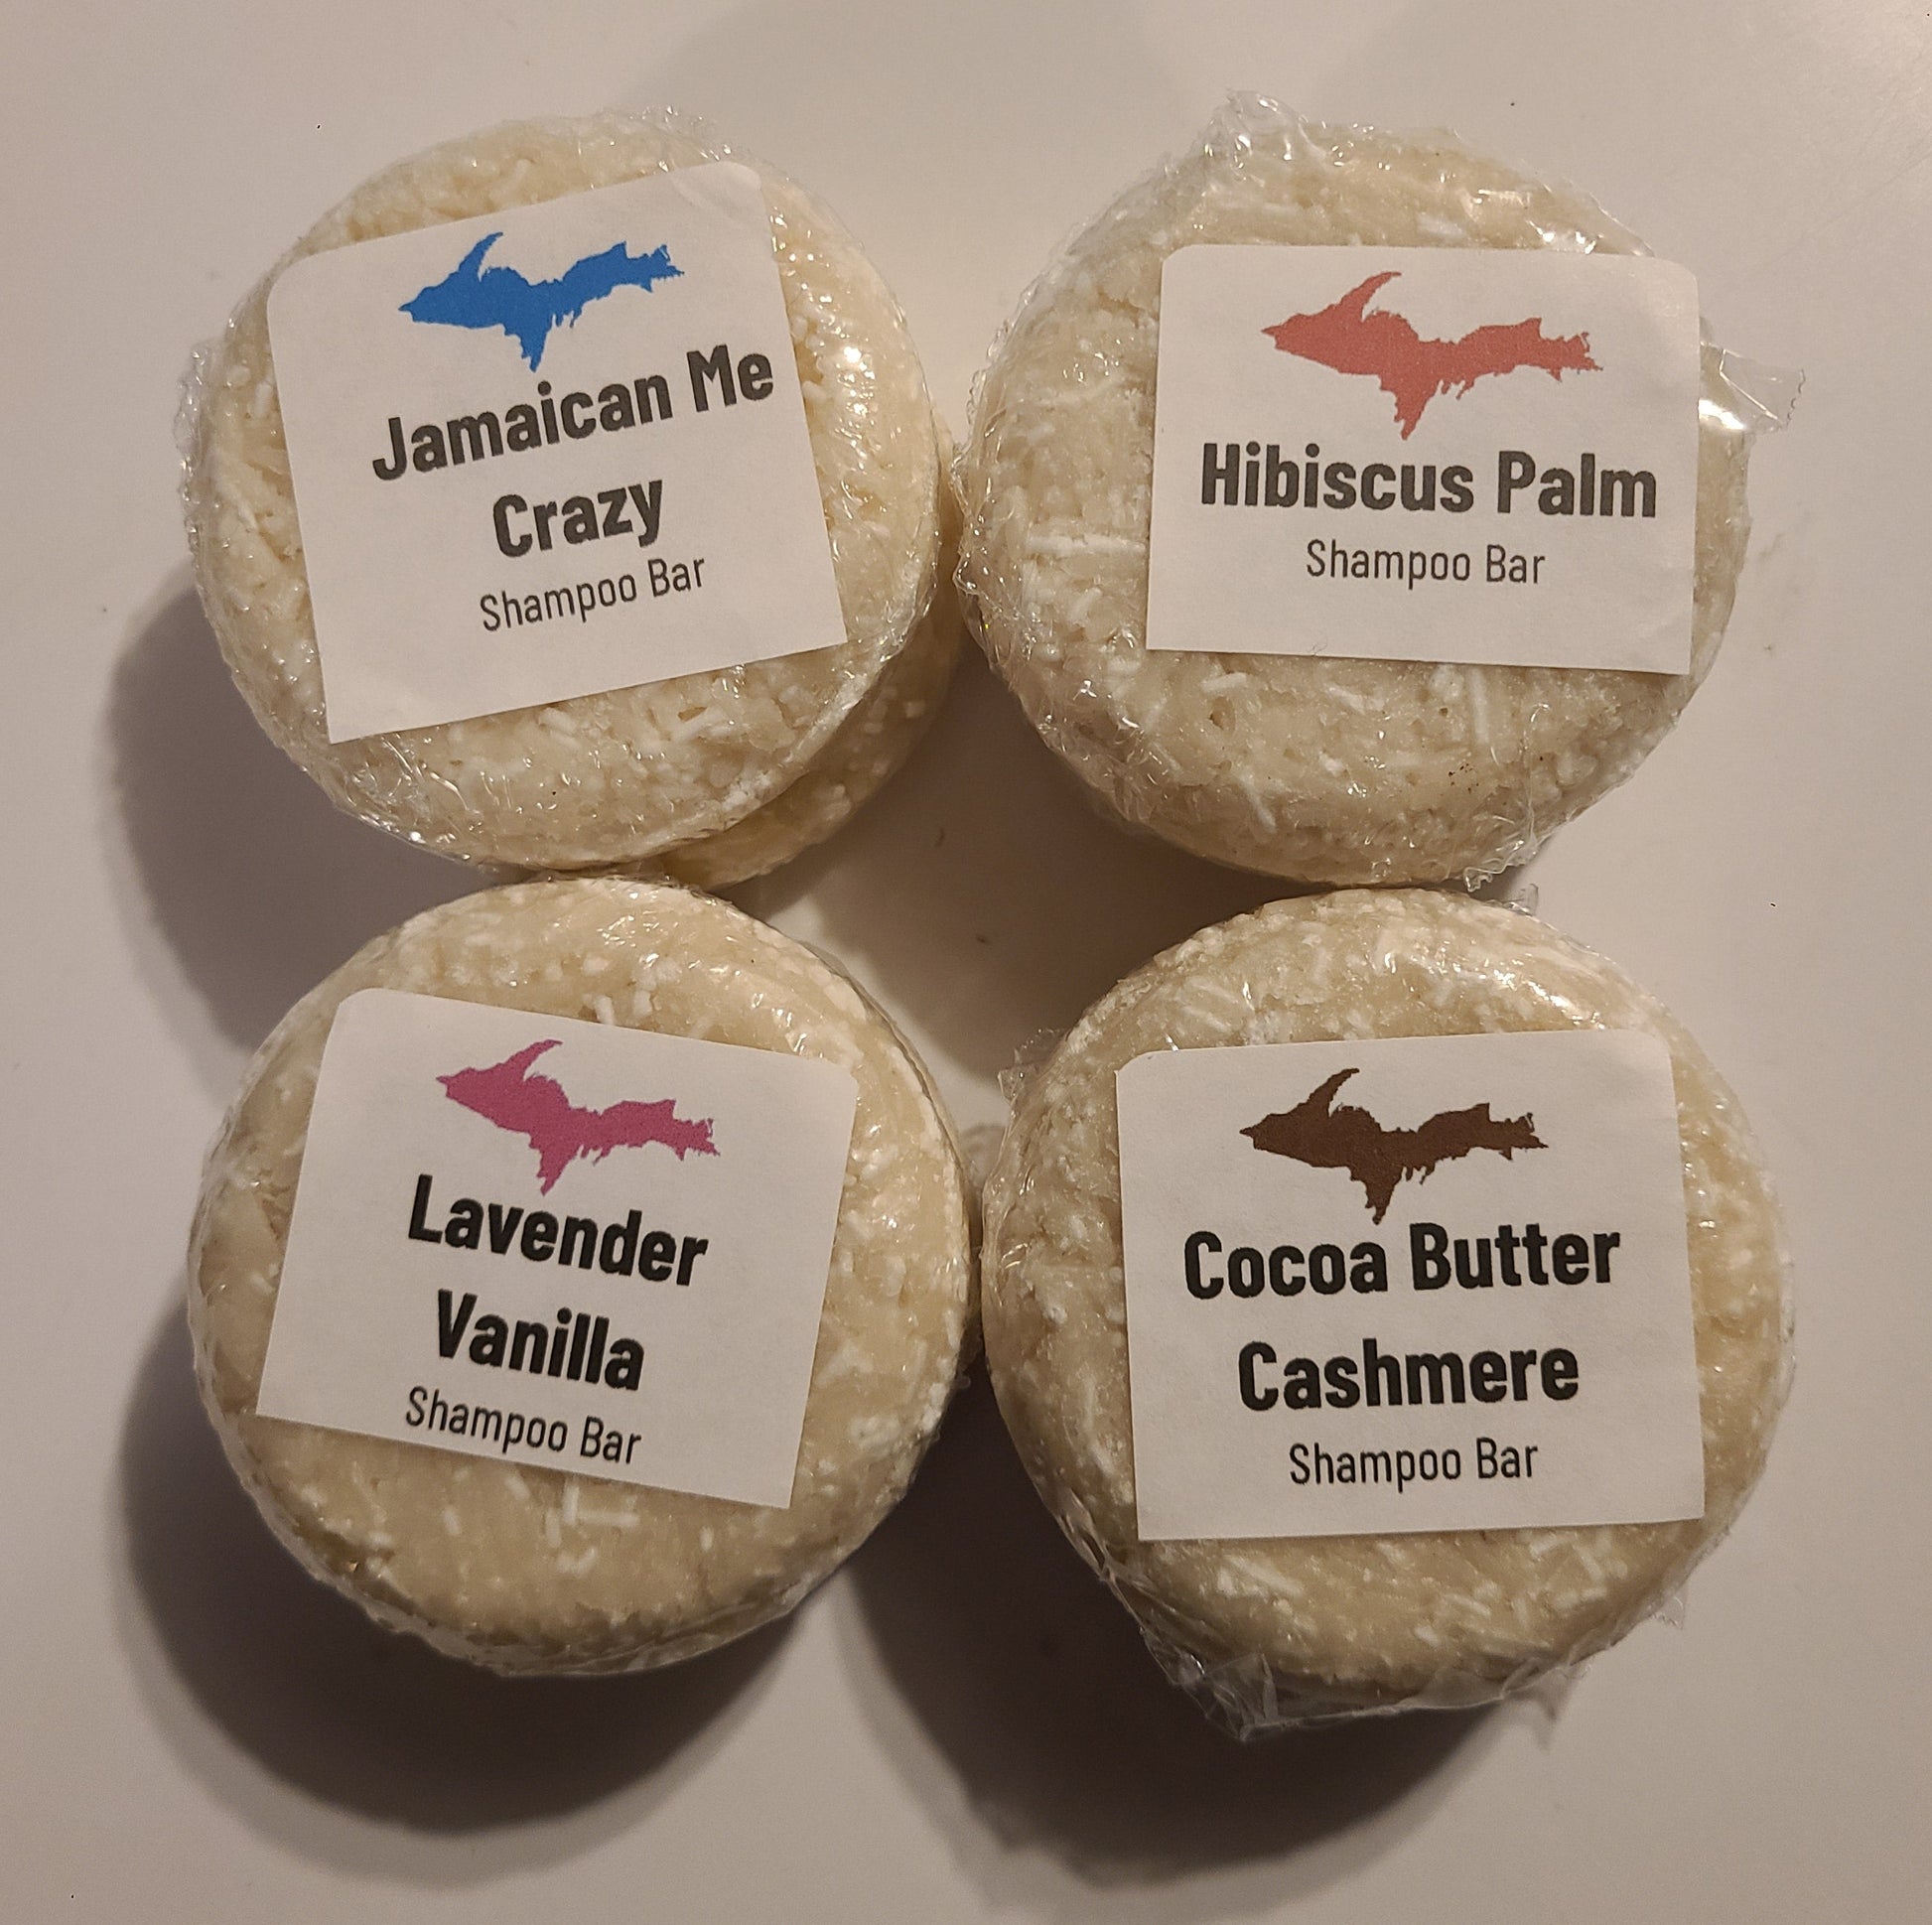 Jamaican Me
Crazy
Shampoo Bar
Hibiscus Palm
Shampoo Bar
Lavender
Vanilla
Shampoo Bar
Cocoa Butter
Cashmere
Shampoo Bar